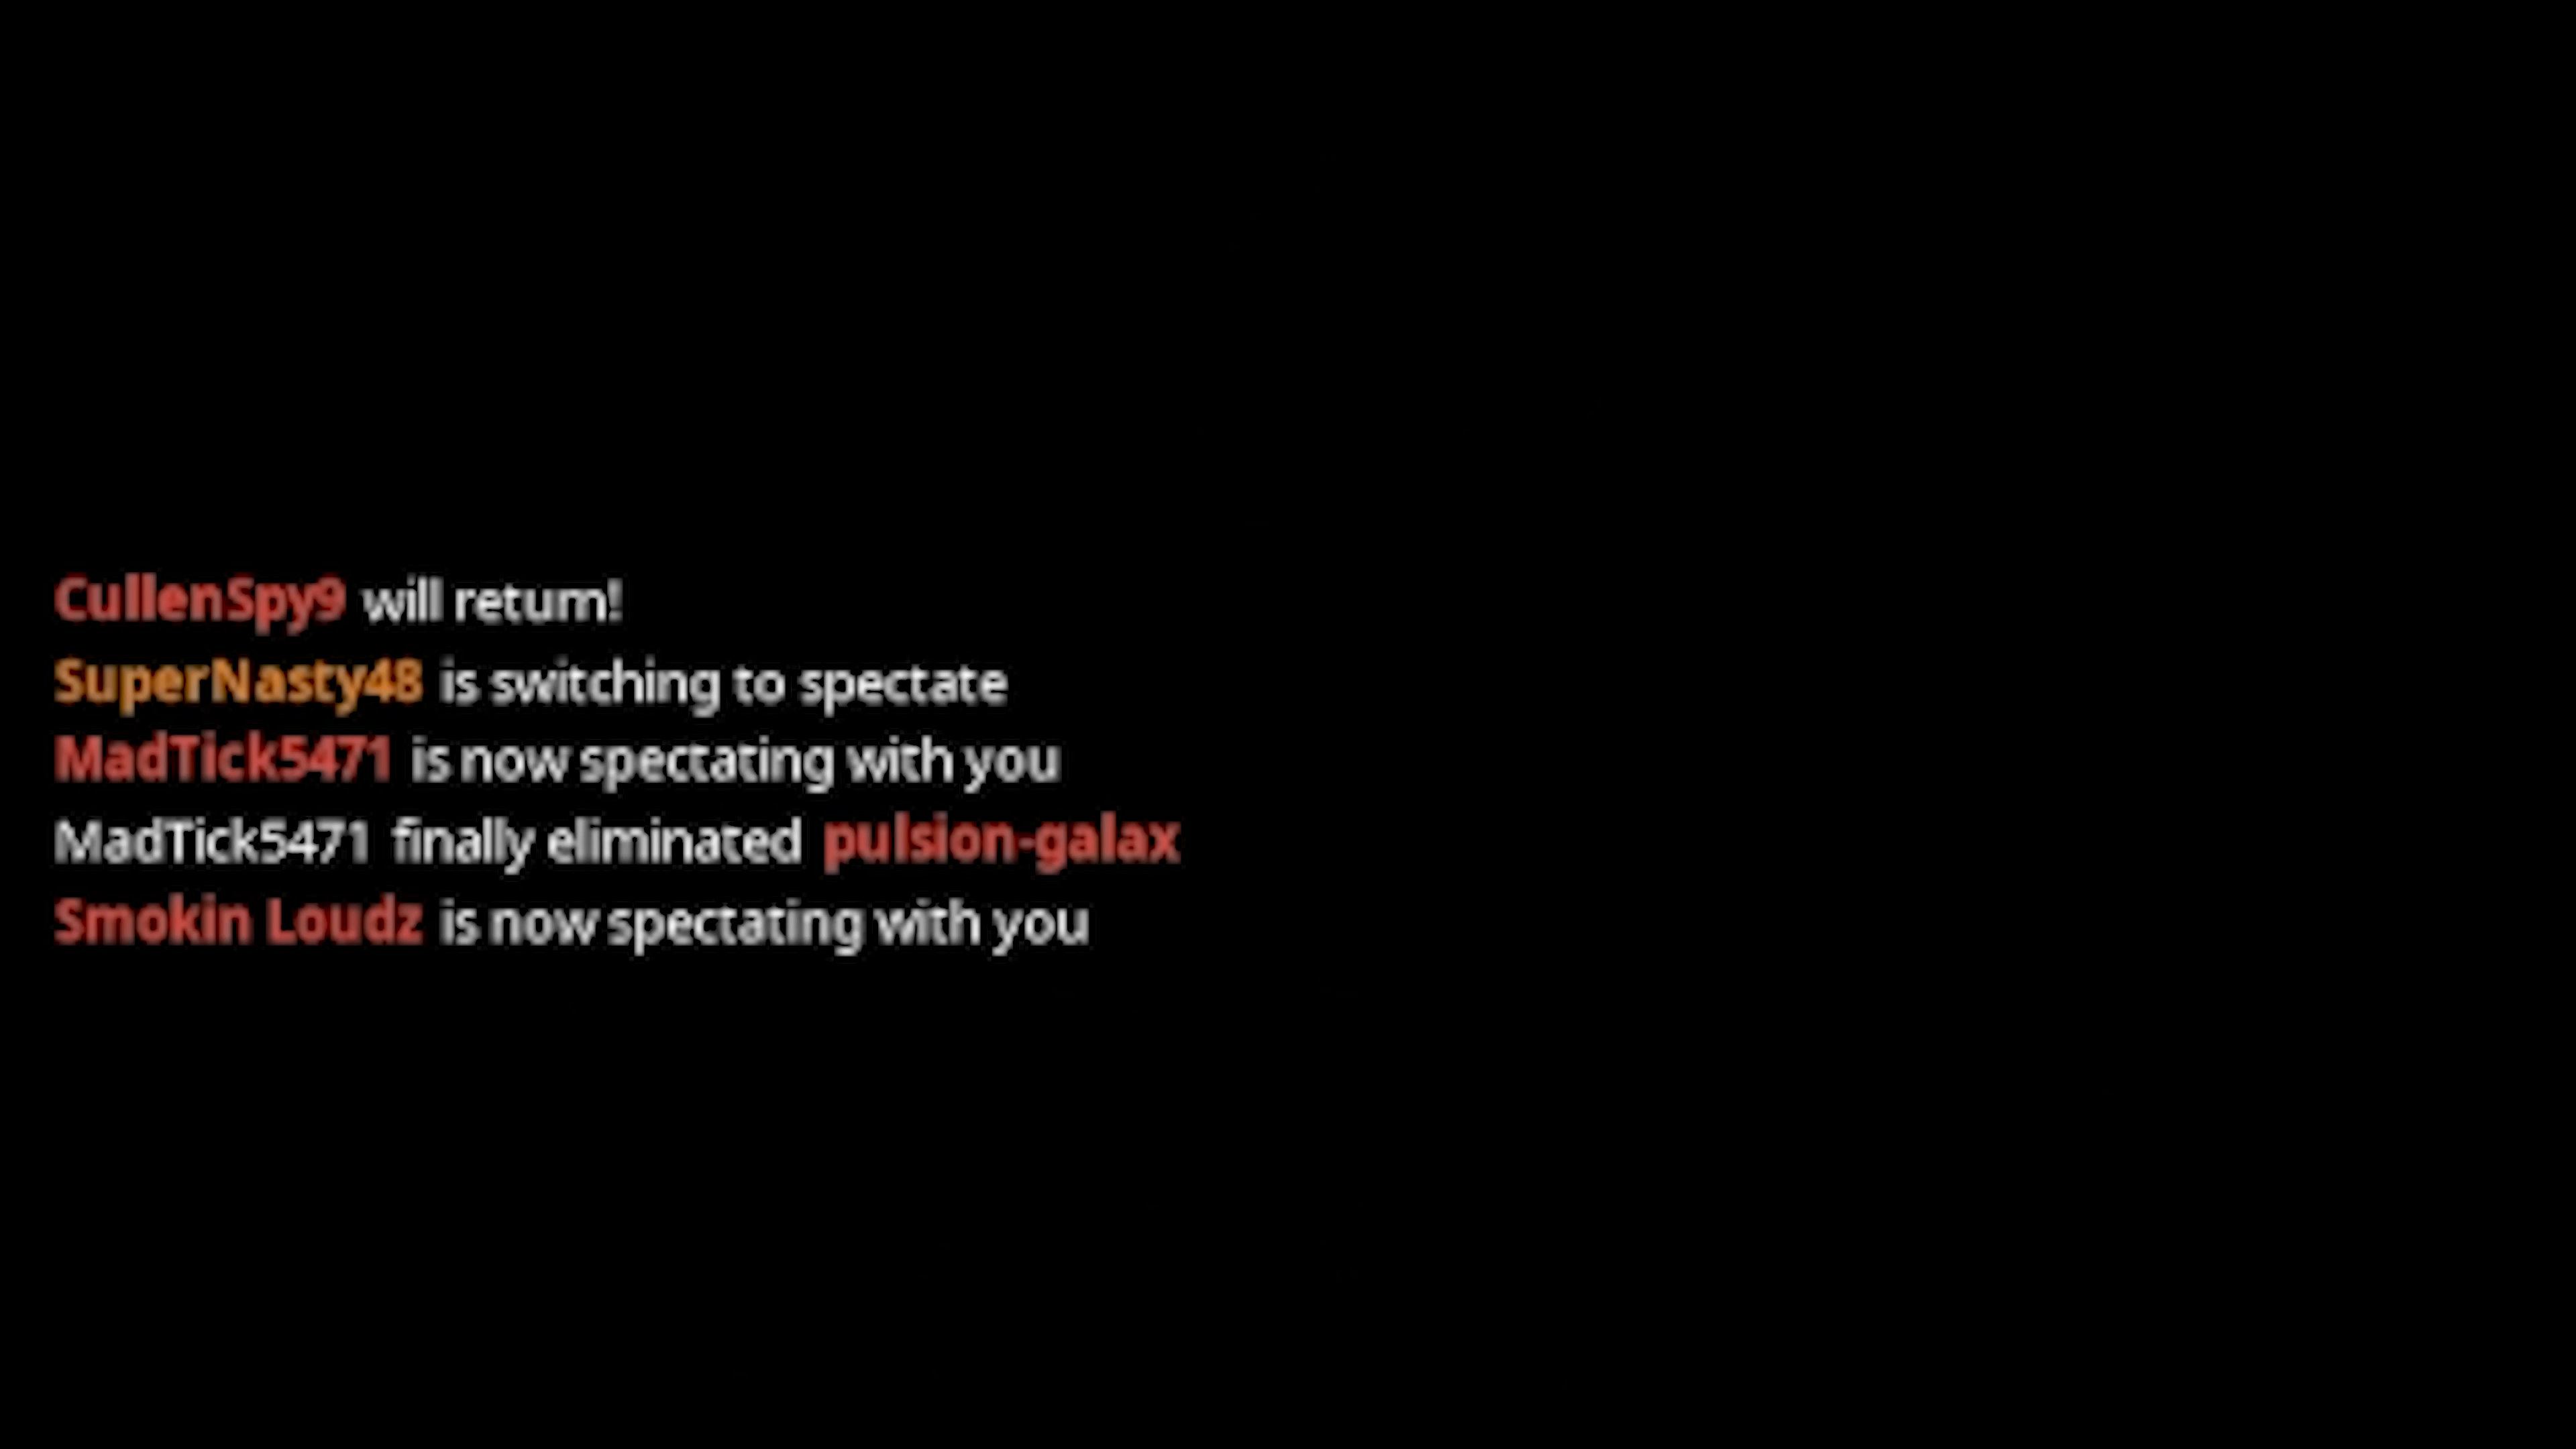 CullenSpy9 will return!
SuperNasty48 is switching to spectate
MadTick5471 is now spectating with you
MadTick5471 finally eliminated pulsion-galax
Smokin Loudz is now spectating with you